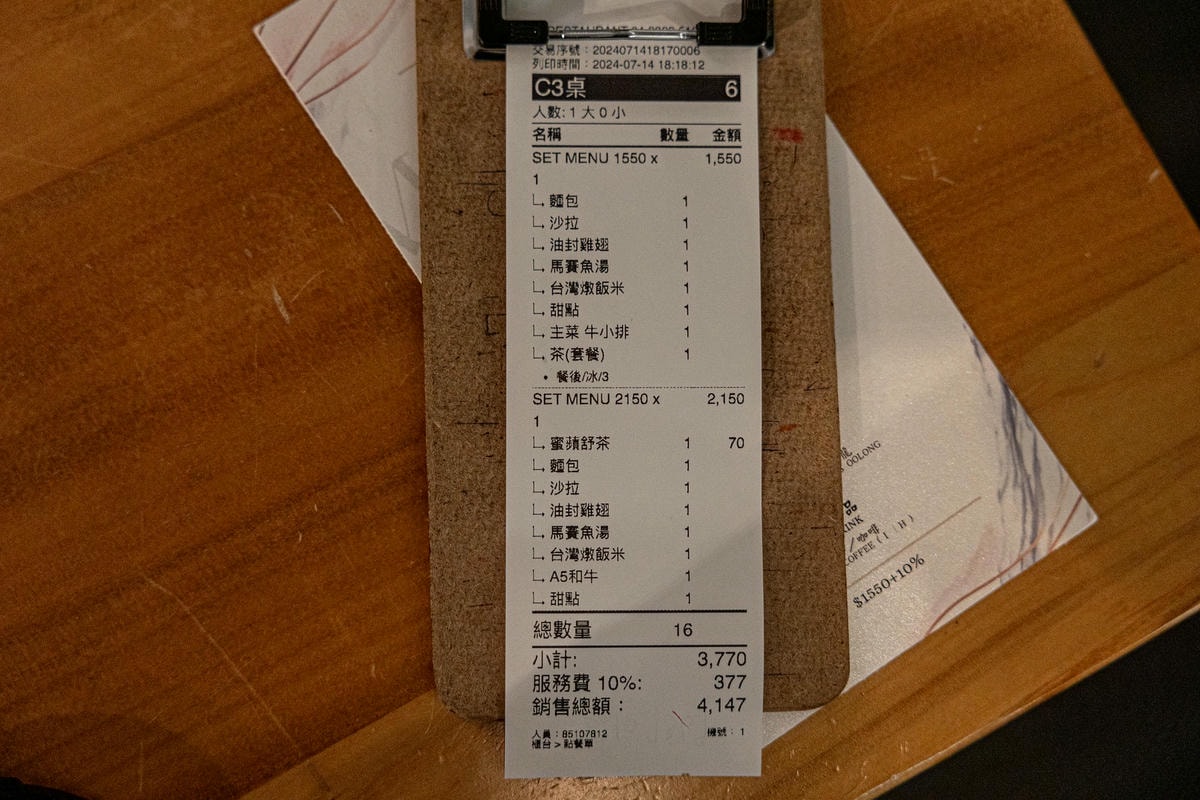 交易序號：2024071418170006
列印時間：2024-07-14 18:18:12
C3桌 6
人數: 1 大 0 小
名稱 數量 金額
SET MENU 1550 x 1,550
1
麵包 1
沙拉 1
油封雞翅 1
馬賽魚湯 1
台灣燉飯米 1
甜點 1
主菜 牛小排 1
茶(套餐) 1
• 餐後/冰/3
SET MENU 2150 x 2,150
1
蜜蘋舒茶 1 70
麵包 1
沙拉 1
油封雞翅 1
馬賽魚湯 1
台灣燉飯米 1
A5和牛 1
甜點 1
總數量 16
小計: 3,770
服務費 10%: 377
銷售總額： 4,147
人員：85107812 機號： 1
櫃台 > 點餐單
OOLONG
品
/咖啡
COFFEE ( I | H )
$1550+10%